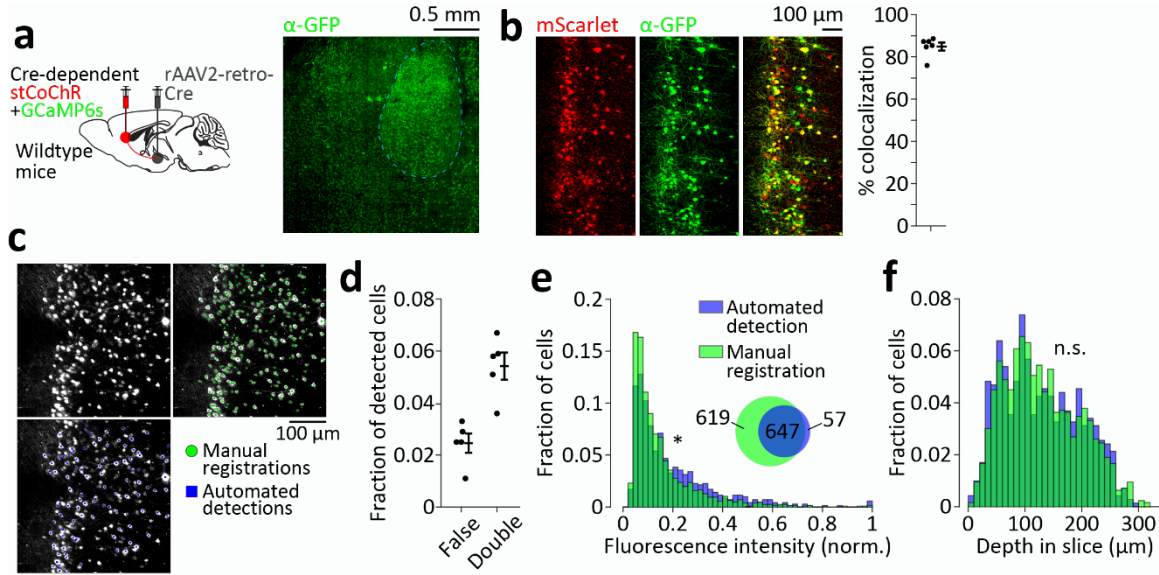 a
α-GFP
0.5 mm
Cre-dependent
stCoChR
+GCaMP6s
rAAV2-retro-
Cre
Wildtype
mice
b
mScarlet
α-GFP
100 µm
% colocalization
100
80
60
40
20
0
c
100 µm
Manual
registrations
Automated
detections
d
Fraction of detected cells
0.08
0.06
0.04
0.02
0
False
Double
e
Fraction of cells
0.2
0.15
0.1
0.05
0
Automated
detection
Manual
registration
619
647
57
*
0
0.2
0.4
0.6
0.8
1
Fluorescence intensity (norm.)
f
Fraction of cells
0.08
0.06
0.04
0.02
0
n.s.
0
100
200
300
Depth in slice (µm)